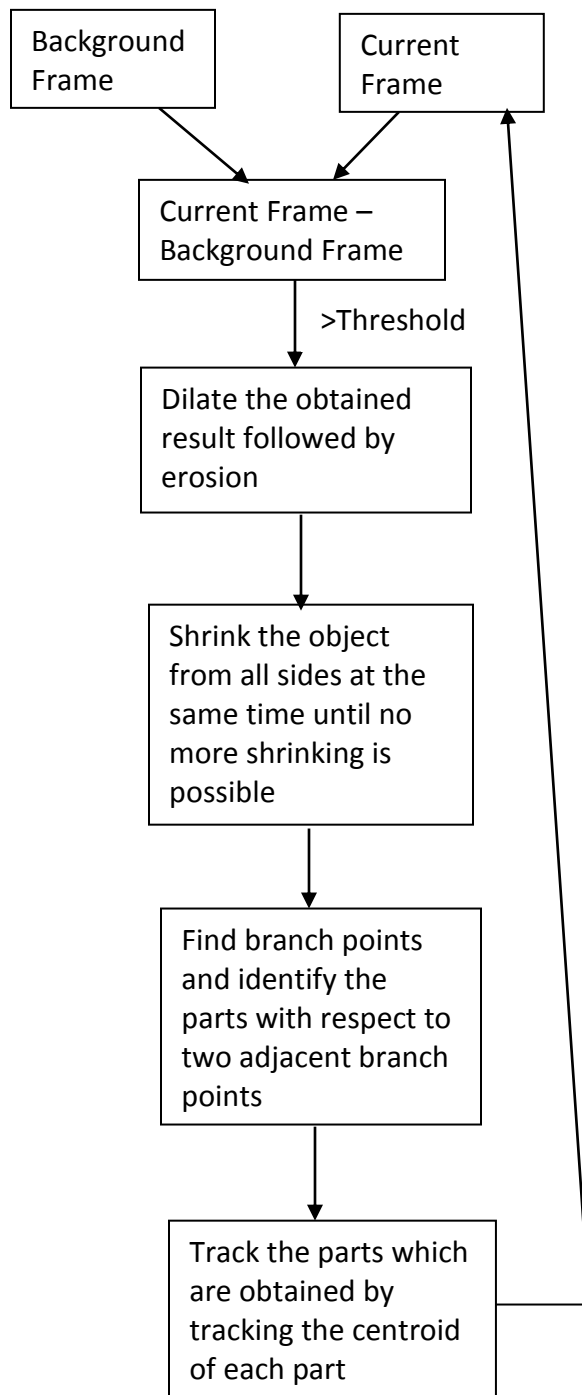 Background
Frame
Current
Frame
Current Frame –
Background Frame
>Threshold
Dilate the obtained
result followed by
erosion
Shrink the object
from all sides at the
same time until no
more shrinking is
possible
Find branch points
and identify the
parts with respect to
two adjacent branch
points
Track the parts which
are obtained by
tracking the centroid
of each part